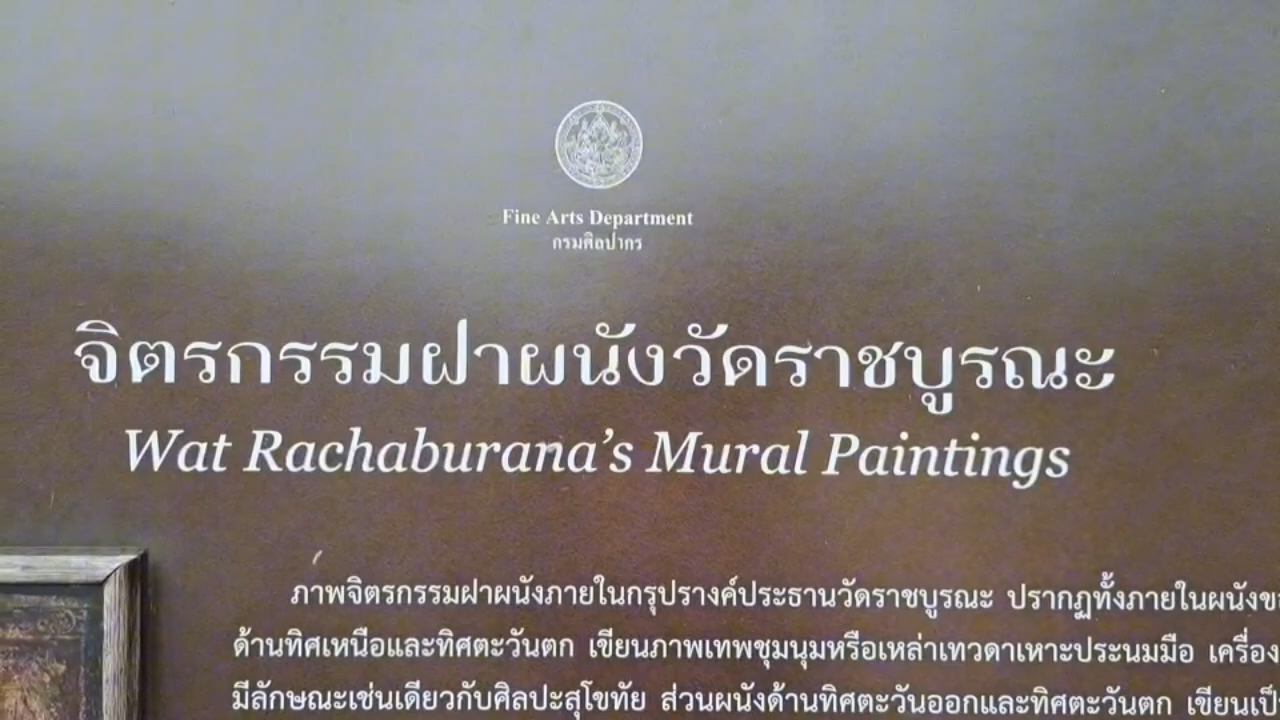 Fine Arts Department
กรมศิลปากร
จิตรกรรมฝาผนังวัดราชบูรณะ
Wat Rachaburana's Mural Paintings
ภาพจิตรกรรมฝาผนังภายในกรุปรางค์ประธานวัดราชบูรณะ ปรากฏทั้งภายในผนัง
ด้านทิศเหนือและทิศตะวันตก เขียนภาพเทพชุมนุมหรือเหล่าเทวดาเหาะประนมมือ เครื่อง
มีลักษณะเช่นเดียวกับศิลปะสุโขทัย ส่วนผนังด้านทิศตะวันออกและทิศตะวันตก เขียน